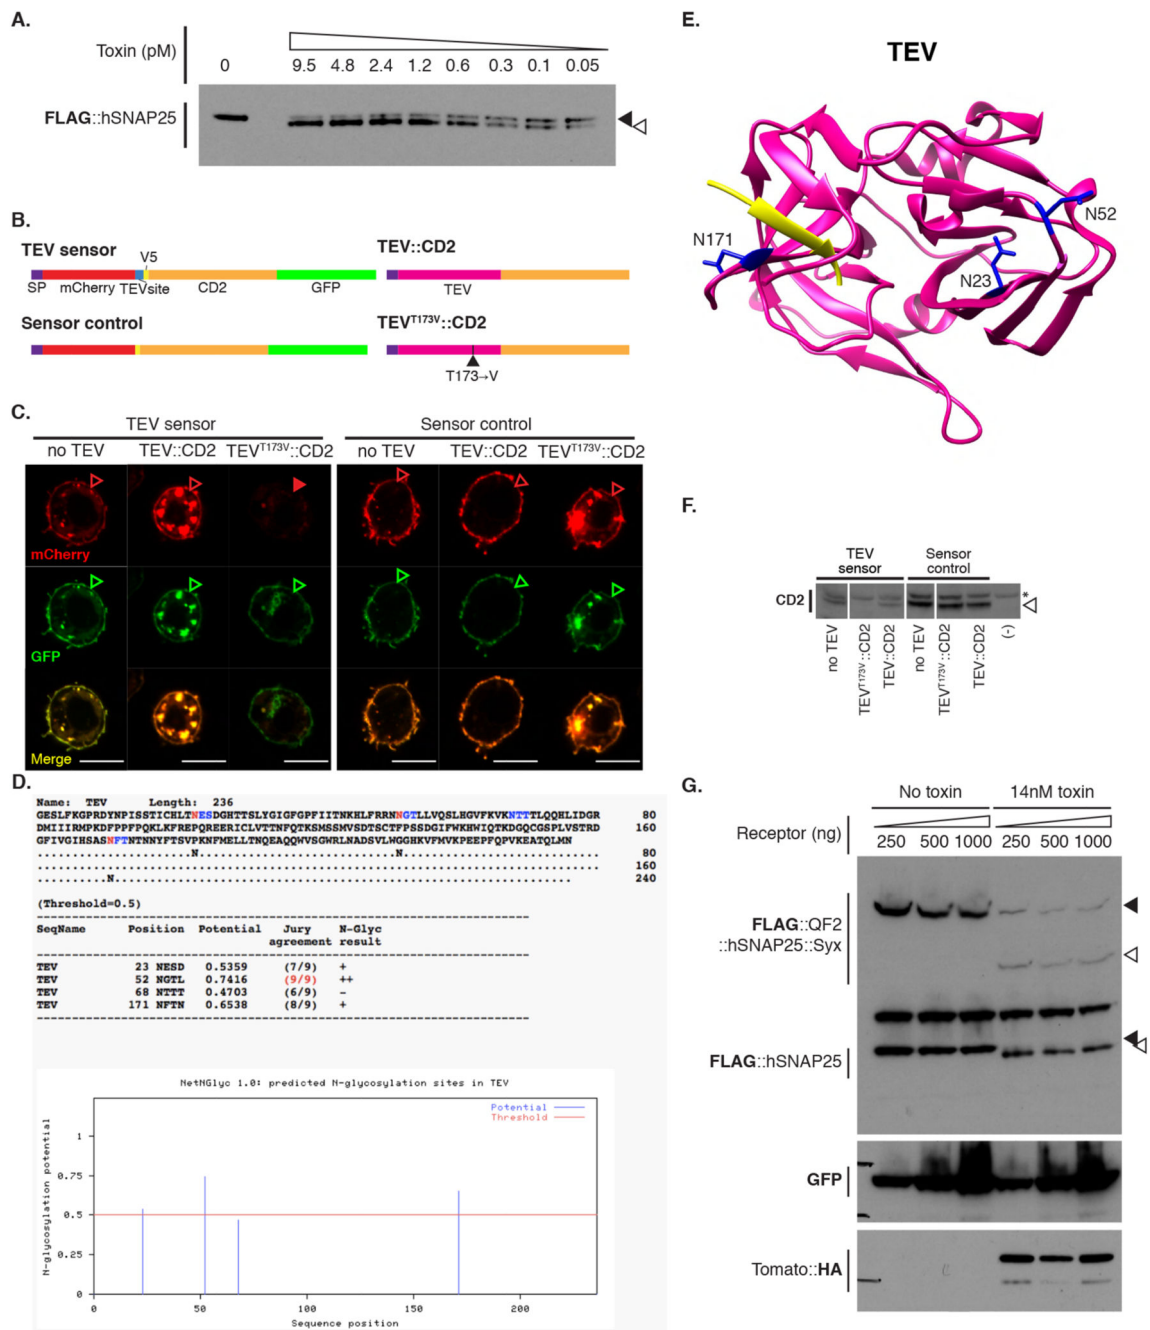 A.
Toxin (pM)
0 9.5 4.8 2.4 1.2 0.6 0.3 0.1 0.05
FLAG::hSNAP25
B.
TEV sensor
V5
SP mCherry TEVsite CD2 GFP
TEV::CD2
TEV
Sensor control
TEVT173V::CD2
T173→V
C.
TEV sensor Sensor control
no TEV TEV::CD2 TEVT173V::CD2 no TEV TEV::CD2 TEVT173V::CD2
mCherry
GFP
Merge
D.
Name: TEV Length: 236
GESLFKGPRDYNPISSTICHLTNESDGHTTSLYGIGFGPFIITNKHLFRRNNGTLLVQSLHGVFKVKNTTTLQQHLIDGR 80
DMIIIRMPKDFPPFPQKLKFREPQREERICLVTTNFQTKSMSSMVSDTSCTFPSSDGIFWKHWIQTKDGQCGSPLVSTRD 160
GFIVGIHSASNFTNTNNYFTSVPKNFMELLTNQEAQQWVSGWRLNADSVLWGGHKVFMVKPEEPFQPVKEATQLMN 240
......................N............................N............................ 80
................................................................................ 160
..........N................................................................. 240
(Threshold=0.5)
SeqName Position Potential Jury N-Glyc
agreement result
TEV 23 NESD 0.5359 (7/9) +
TEV 52 NGTL 0.7416 (9/9) ++
TEV 68 NTTT 0.4703 (6/9) -
TEV 171 NFTN 0.6538 (8/9) +
NetNGlyc 1.0: predicted N-glycosylation sites in TEV
Potential
Threshold
N-glycosylation potential
1
0.75
0.5
0.25
0
0 50 100 150 200
Sequence position
E.
TEV
N171
N52
N23
F.
TEV sensor Sensor control
CD2
*
no TEV
TEVT173V::CD2
TEV::CD2
no TEV
TEVT173V::CD2
TEV::CD2
(-)
G.
No toxin 14nM toxin
Receptor (ng)
250 500 1000 250 500 1000
FLAG::QF2
::hSNAP25::Syx
FLAG::hSNAP25
GFP
Tomato::HA